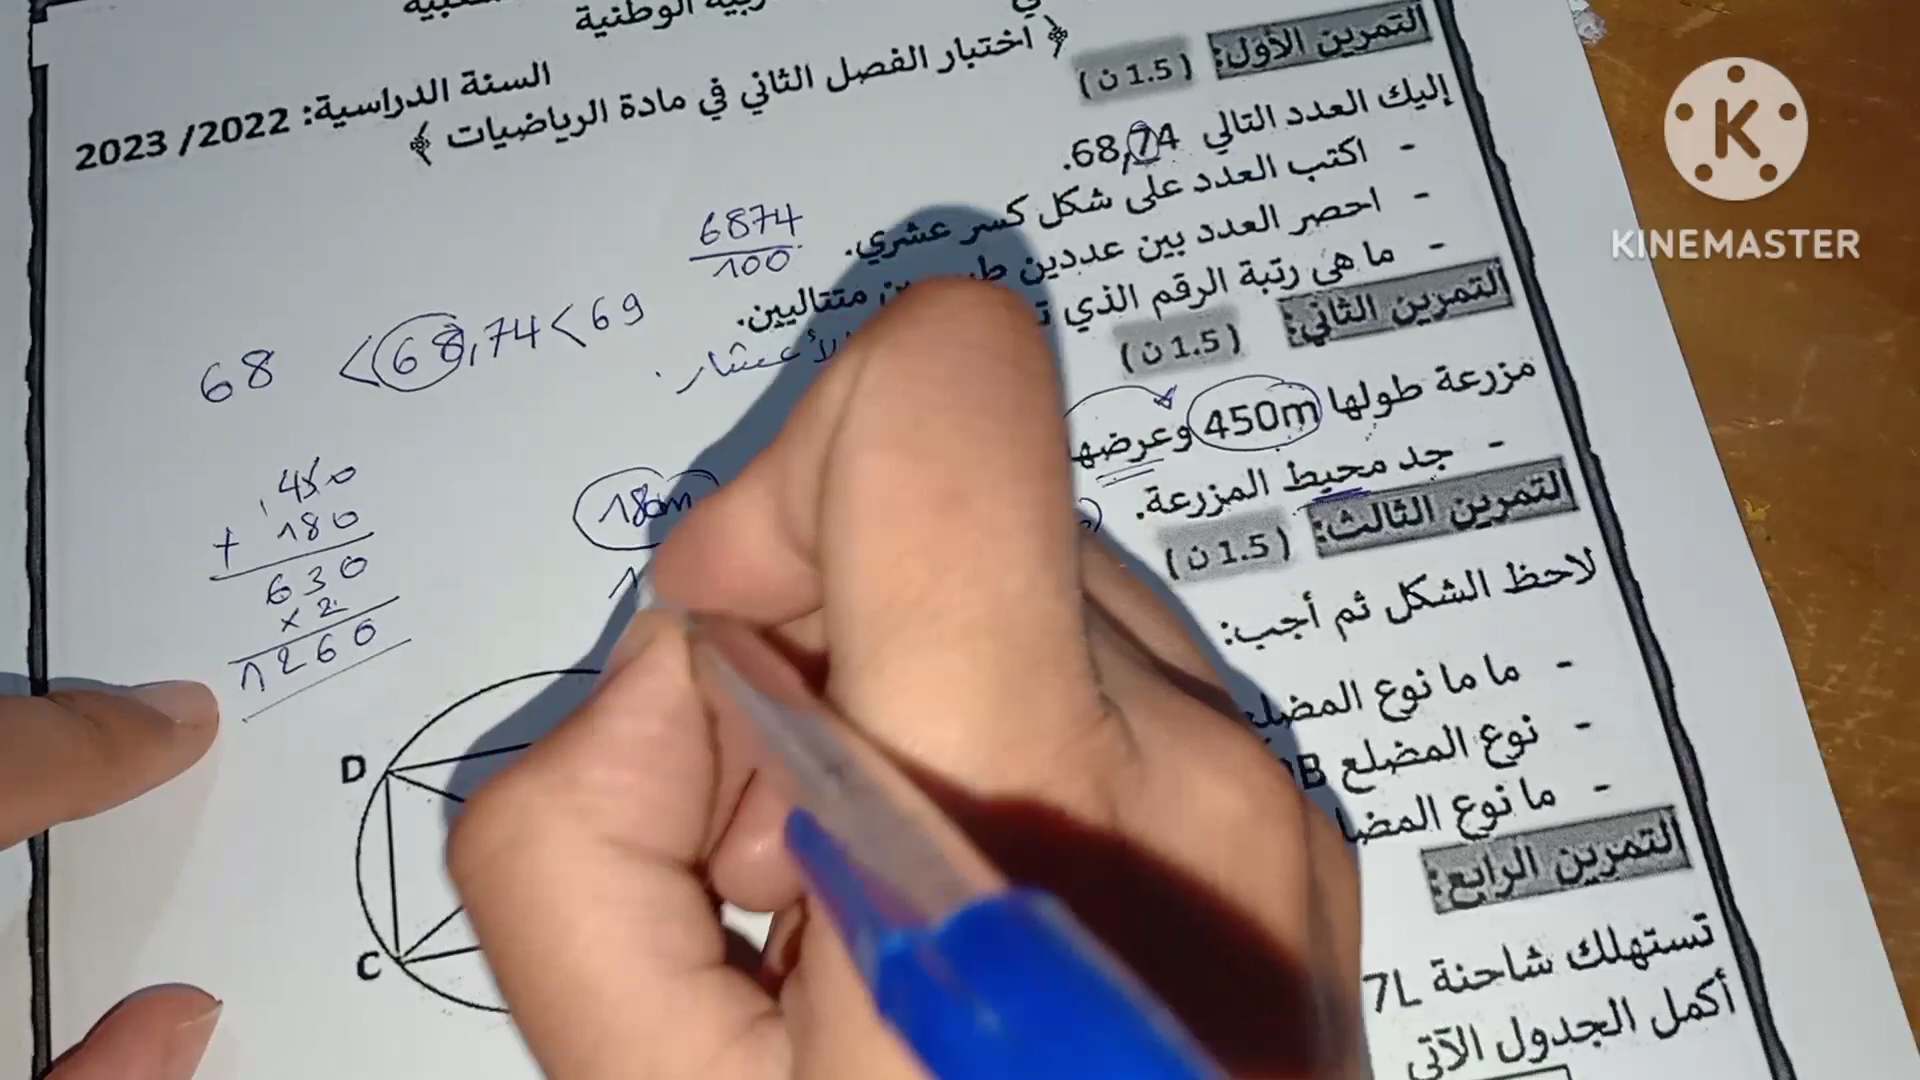 التربية الوطنية
السنة الدراسية: 2022/ 2023
اختبار الفصل الثاني في مادة الرياضيات
التمرين الأول: ( 1.5 ن )
إليك العدد التالي 68,74.
- اكتب العدد على شكل كسر عشري.
6874
100
- احصر العدد بين عددين متتاليين.
68 < 68,74 < 69
- ما هي رتبة الرقم الذي
الأعشار.
التمرين الثاني: ( 1.5 ن )
مزرعة طولها 450m وعرضها
180m
- جد محيط المزرعة.
450
+ 180
630
× 2
1260
التمرين الثالث: ( 1.5 ن )
لاحظ الشكل ثم أجب:
- ما ما نوع المضلع
- نوع المضلع
- ما نوع
D
C
التمرين الرابع:
تستهلك شاحنة 7L
أكمل الجدول الآتي
K
KINEMASTER